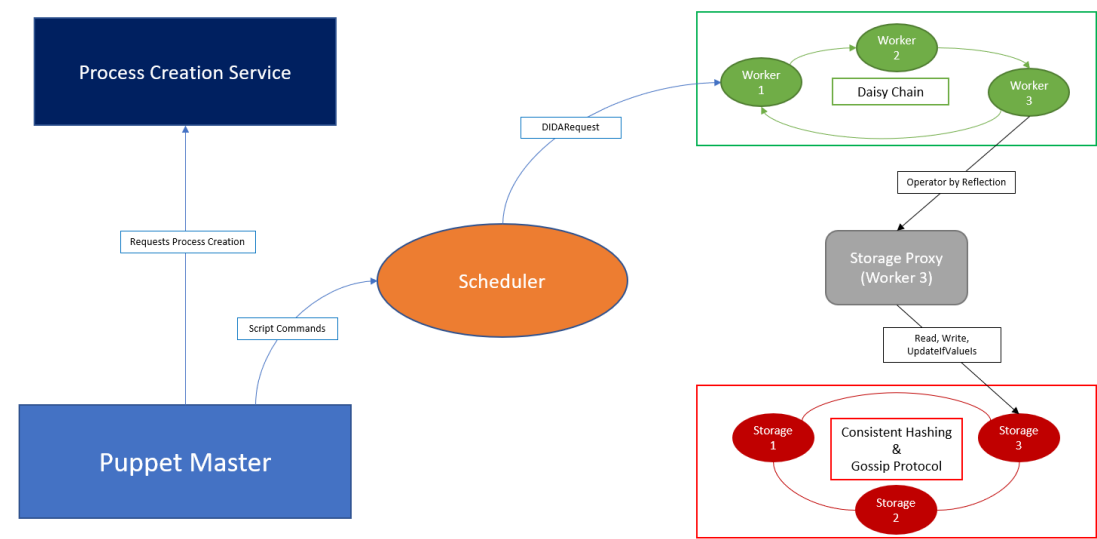 Process Creation Service
Worker
2
Worker
1
Worker
3
Daisy Chain
DIDARequest
Operator by Reflection
Requests Process Creation
Storage Proxy
(Worker 3)
Scheduler
Script Commands
Read, Write,
UpdateIfValueIs
Puppet Master
Storage
1
Consistent Hashing
&
Gossip Protocol
Storage
3
Storage
2